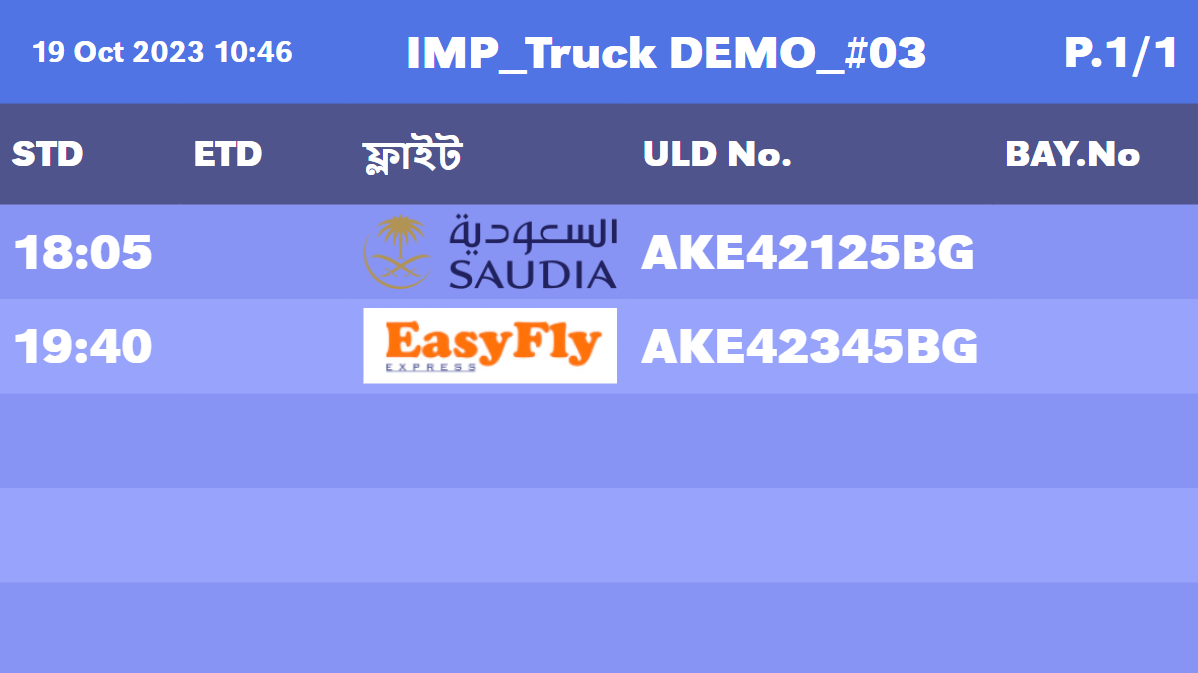 19 Oct 2023 10:46 IMP_Truck DEMO_#03 P.1/1
STD ETD ফ্লাইট ULD No. BAY.No
18:05 السعودية SAUDIA AKE42125BG
19:40 EasyFly EXPRESS AKE42345BG